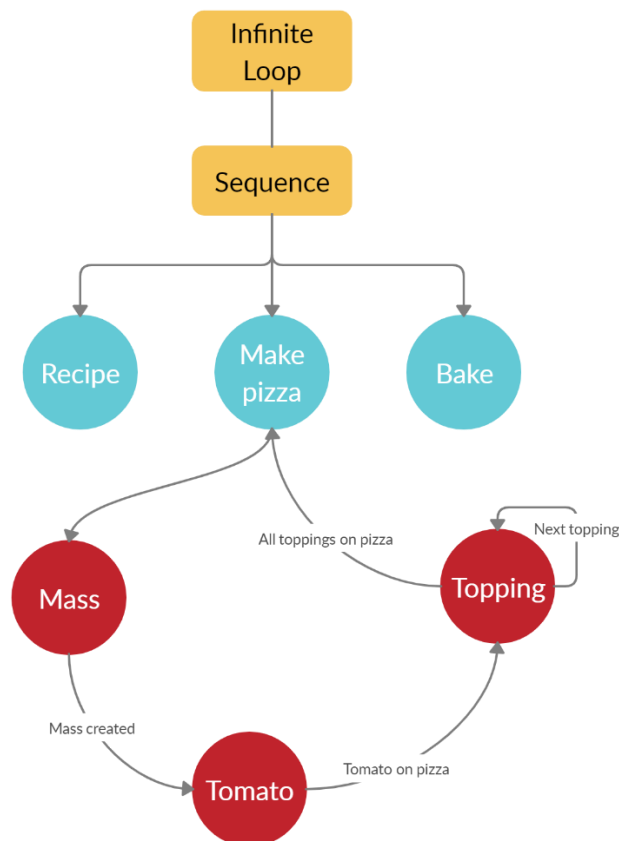 Infinite
Loop
Sequence
Recipe
Make
pizza
Bake
All toppings on pizza
Next topping
Mass
Topping
Mass created
Tomato on pizza
Tomato